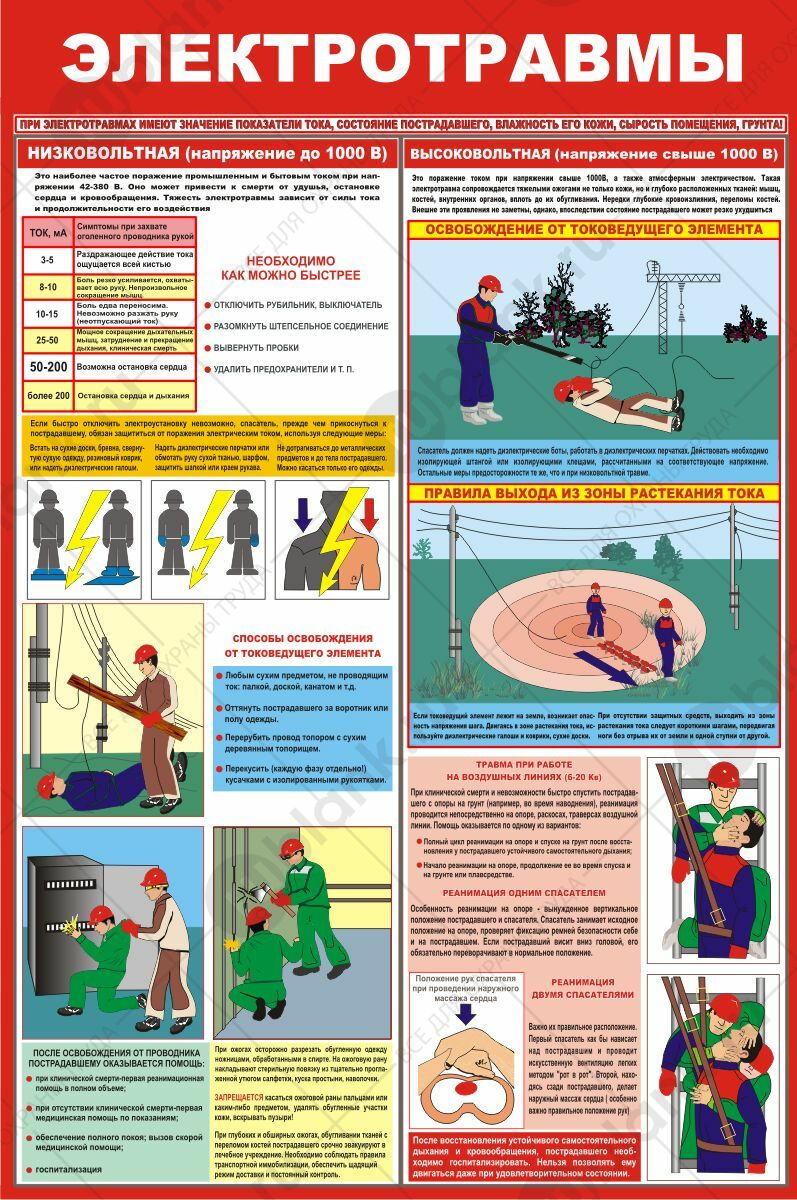 ЭЛЕКТРОТРАВМЫ
ПРИ ЭЛЕКТРОТРАВМАХ ИМЕЮТ ЗНАЧЕНИЕ ПОКАЗАТЕЛИ ТОКА, СОСТОЯНИЕ ПОСТРАДАВШЕГО, ВЛАЖНОСТЬ ЕГО КОЖИ, СЫРОСТЬ ПОМЕЩЕНИЯ, ГРУНТА!
НИЗКОВОЛЬТНАЯ (напряжение до 1000 В)
Это наиболее частое поражение промышленным и бытовым током при нап-
ряжении 42-380 В. Оно может привести к смерти от удушья, остановке
сердца и кровообращения. Тяжесть электротравмы зависит от силы тока
и продолжительности его воздействия
ТОК, мА
Симптомы при захвате
оголенного проводника рукой
3-5
Раздражающее действие тока
ощущается всей кистью
8-10
Боль резко усиливается, охваты-
вает всю руку. Непроизвольное
сокращение мышц.
10-15
Боль едва переносима.
Невозможно разжать руку
(неотпускающий ток)
25-50
Мощное сокращение дыхательных
мышц, затруднение и прекращение
дыхания, клиническая смерть
50-200
Возможна остановка сердца
более 200
Остановка сердца и дыхания
НЕОБХОДИМО
КАК МОЖНО БЫСТРЕЕ
ОТКЛЮЧИТЬ РУБИЛЬНИК, ВЫКЛЮЧАТЕЛЬ
РАЗОМКНУТЬ ШТЕПСЕЛЬНОЕ СОЕДИНЕНИЕ
ВЫВЕРНУТЬ ПРОБКИ
УДАЛИТЬ ПРЕДОХРАНИТЕЛИ И Т. П.
Если быстро отключить электроустановку невозможно, спасатель, прежде чем прикоснуться к
пострадавшему, обязан защититься от поражения электрическим током, используя следующие меры:
Встать на сухие доски, бревна, сверну-
тую сухую одежду, резиновый коврик,
или надеть диэлектрические галоши.
Надеть диэлектрические перчатки или
обмотать руку сухой тканью, шарфом,
защитить шапкой или краем рукава.
Не дотрагиваться до металлических
предметов и до тела пострадавшего.
Можно касаться только его одежды.
СПОСОБЫ ОСВОБОЖДЕНИЯ
ОТ ТОКОВЕДУЩЕГО ЭЛЕМЕНТА
Любым сухим предметом, не проводящим
ток: палкой, доской, канатом и т.д.
Оттянуть пострадавшего за воротник или
полу одежды.
Перерубить провод топором с сухим
деревянным топорищем.
Перекусить (каждую фазу отдельно!)
кусачками с изолированными рукоятками.
ПОСЛЕ ОСВОБОЖДЕНИЯ ОТ ПРОВОДНИКА
ПОСТРАДАВШЕМУ ОКАЗЫВАЕТСЯ ПОМОЩЬ:
при клинической смерти-первая реанимационная
помощь в полном объеме;
при отсутствии клинической смерти-первая
медицинская помощь по показаниям;
обеспечение полного покоя; вызов скорой
медицинской помощи;
госпитализация
При ожогах осторожно разрезать обугленную одежду
ножницами, обработанными в спирте. На ожоговую рану
накладывают стерильную повязку из тщательно прогла-
женной утюгом салфетки, куска простыни, наволочки.
ЗАПРЕЩАЕТСЯ касаться ожоговой раны пальцами или
каким-либо предметом, удалять обугленные участки
кожи, вскрывать пузыри!
При глубоких и обширных ожогах, обугливании тканей с
переломом костей пострадавшего срочно эвакуируют в
лечебное учреждение. Необходимо соблюдать правила
транспортной иммобилизации, обеспечить щадящий
режим доставки и постоянный контроль.
ВЫСОКОВОЛЬТНАЯ (напряжение свыше 1000 В)
Это поражение током при напряжении свыше 1000В, а также атмосферным электричеством. Такая
электротравма сопровождается тяжелыми ожогами не только кожи, но и глубоко расположенных тканей: мышц,
костей, внутренних органов, вплоть до их обугливания. Нередки глубокие кровоизлияния, переломы костей.
Внешне эти проявления не заметны, однако, впоследствии состояние пострадавшего может резко ухудшиться
ОСВОБОЖДЕНИЕ ОТ ТОКОВЕДУЩЕГО ЭЛЕМЕНТА
Спасатель должен надеть диэлектрические боты, работать в диэлектрических перчатках. Действовать необходимо
изолирующей штангой или изолирующими клещами, рассчитанными на соответствующее напряжение.
Остальные меры предосторожности те же, что и при низковольтной травме.
ПРАВИЛА ВЫХОДА ИЗ ЗОНЫ РАСТЕКАНИЯ ТОКА
Если токоведущий элемент лежит на земле, возникает опас-
ность напряжения шага. Двигаясь в зоне растекания тока, ис-
пользуйте диэлектрические галоши и коврики, сухие доски.
При отсутствии защитных средств, выходить из зоны
растекания тока следует короткими шагами, передвигая
ноги без отрыва их от земли и одной ступни от другой.
ТРАВМА ПРИ РАБОТЕ
НА ВОЗДУШНЫХ ЛИНИЯХ (6-20 Кв)
При клинической смерти и невозможности быстро спустить пострадав-
шего с опоры на грунт (например, во время наводнения), реанимация
проводится непосредственно на опоре, раскосах, траверсах воздушной
линии. Помощь оказывается по одному из вариантов:
Полный цикл реанимации на опоре и спуске на грунт после восста-
новления у пострадавшего устойчивого самостоятельного дыхания;
Начало реанимации на опоре, продолжение ее во время спуска и
на грунте или плавсредстве.
РЕАНИМАЦИЯ ОДНИМ СПАСАТЕЛЕМ
Особенность реанимации на опоре - вынужденное вертикальное
положение пострадавшего и спасателя. Спасатель занимает исходное
положение на опоре, проверяет фиксацию ремней безопасности себе
и на пострадавшем. Если пострадавший висит вниз головой, его
обязательно переворачивают в нормальное положение.
Положение рук спасателя
при проведении наружного
массажа сердца
РЕАНИМАЦИЯ
ДВУМЯ СПАСАТЕЛЯМИ
Важно их правильное расположение.
Первый спасатель как бы нависает
над пострадавшим и проводит
искусственную вентиляцию легких
методом "рот в рот". Второй, нахо-
дясь сзади пострадавшего, делает
наружный массаж сердца ( особенно
важно правильное положение рук)
После восстановления устойчивого самостоятельного
дыхания и кровообращения, пострадавшего необ-
ходимо госпитализировать. Нельзя позволять ему
двигаться даже при удовлетворительном состоянии.